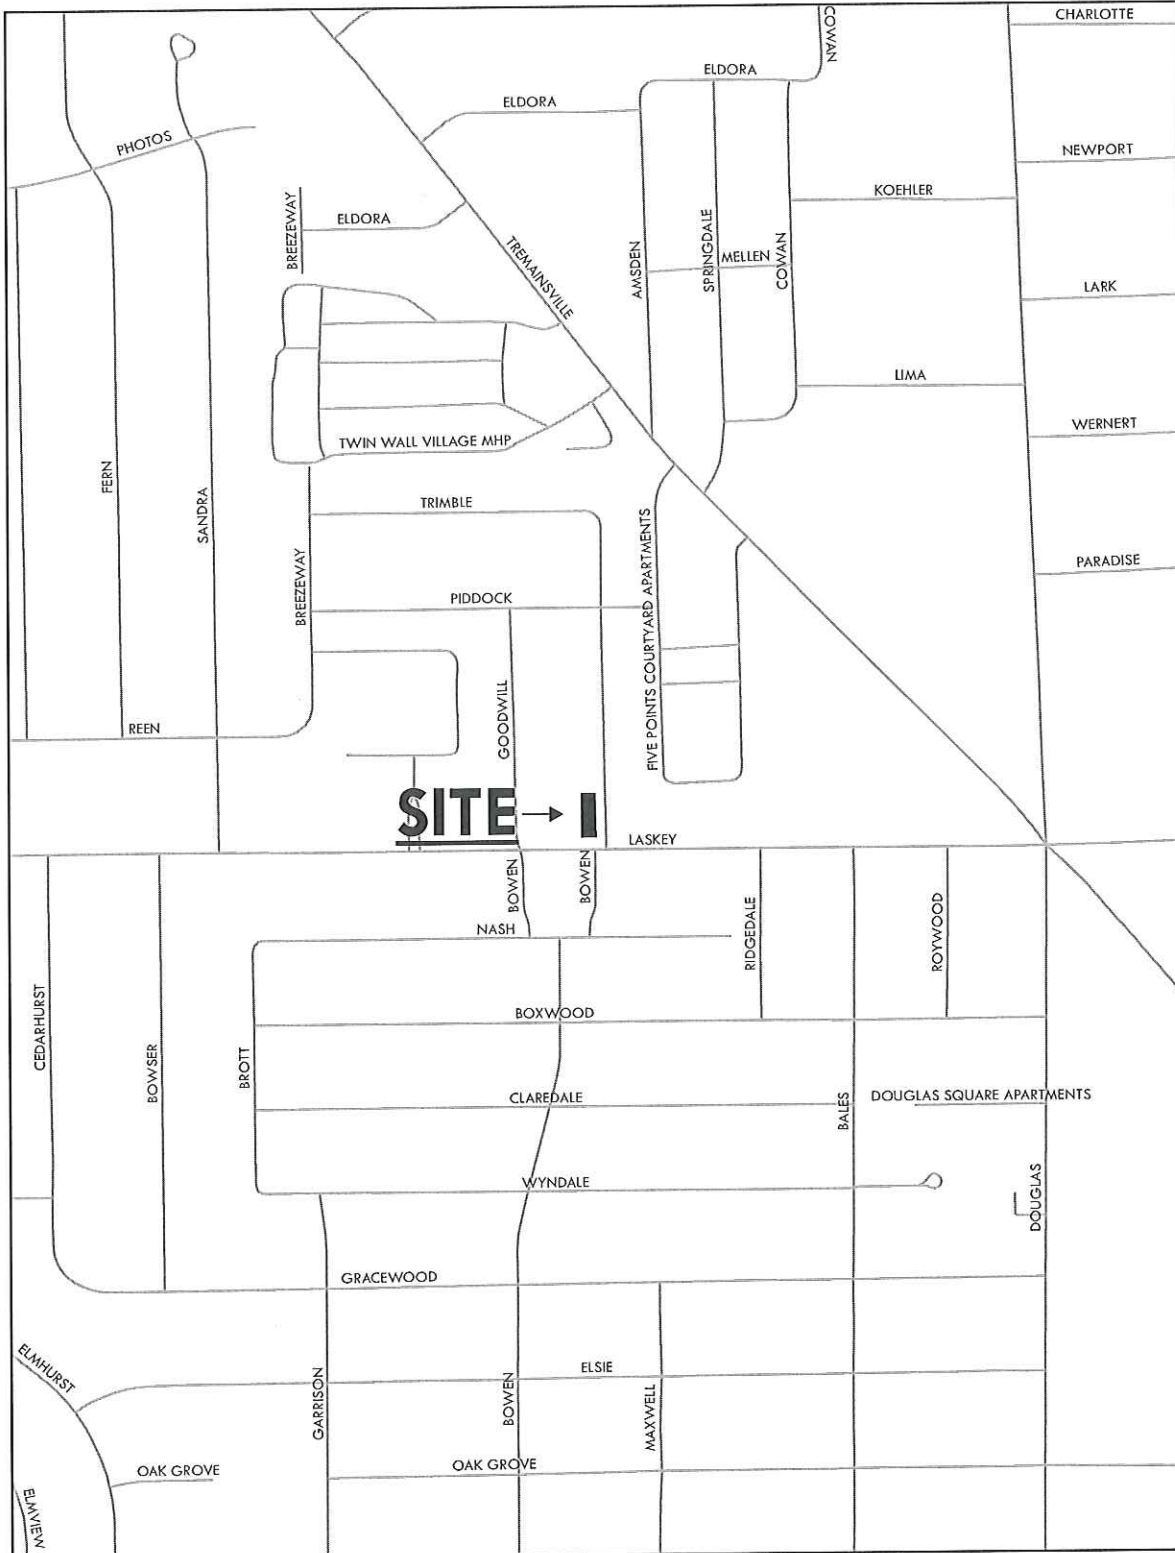 CHARLOTTE
COWAN
ELDORA
ELDORA
PHOTOS
NEWPORT
KOEHLER
BREEZEWAY
ELDORA
TREMAINSVILLE
AMSDEN
SPRINGDALE
MELLEN
COWAN
LARK
LIMA
WERNERT
TWIN WALL VILLAGE MHP
FERN
SANDRA
TRIMBLE
BREEZEWAY
FIVE POINTS COURTYARD APARTMENTS
PARADISE
PIDDOCK
GOODWILL
REEN
SITE
LASKEY
BOWEN
BOWEN
NASH
RIDGEDALE
ROYWOOD
CEDARHURST
BOWSER
BROTT
BOXWOOD
CLAREDALE
BALES
DOUGLAS SQUARE APARTMENTS
WYNDALE
DOUGLAS
GRACEWOOD
ELMHURST
GARRISON
BOWEN
ELSIE
MAXWELL
OAK GROVE
OAK GROVE
ELMVIEW